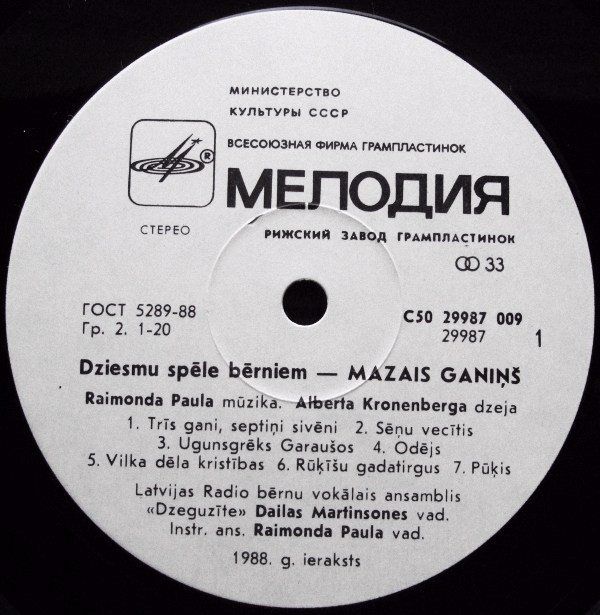 МИНИСТЕРСТВО
КУЛЬТУРЫ СССР
ВСЕСОЮЗНАЯ ФИРМА ГРАМПЛАСТИНОК
®
МЕЛОДИЯ
СТЕРЕО
РИЖСКИЙ ЗАВОД ГРАМПЛАСТИНОК
33
ГОСТ 5289-88
Гр. 2. 1-20
С50 29987 009
29987
1
Dziesmu spēle bērniem — MAZAIS GANIŅŠ
Raimonda Paula mūzika. Alberta Kronenberga dzeja
1. Trīs gani, septiņi sivēni 2. Sēņu vecītis
3. Ugunsgrēks Garaušos 4. Odējs
5. Vilka dēla kristības 6. Rūķīšu gadatirgus 7. Pūķis
Latvijas Radio bērnu vokālais ansamblis
«Dzeguzīte» Dailas Martinsones vad.
Instr. ans. Raimonda Paula vad.
1988. g. ieraksts